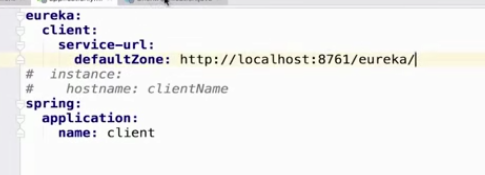 eureka:
  client:
    service-url:
      defaultZone: http://localhost:8761/eureka/
#  instance:
#    hostname: clientName
spring:
  application:
    name: client